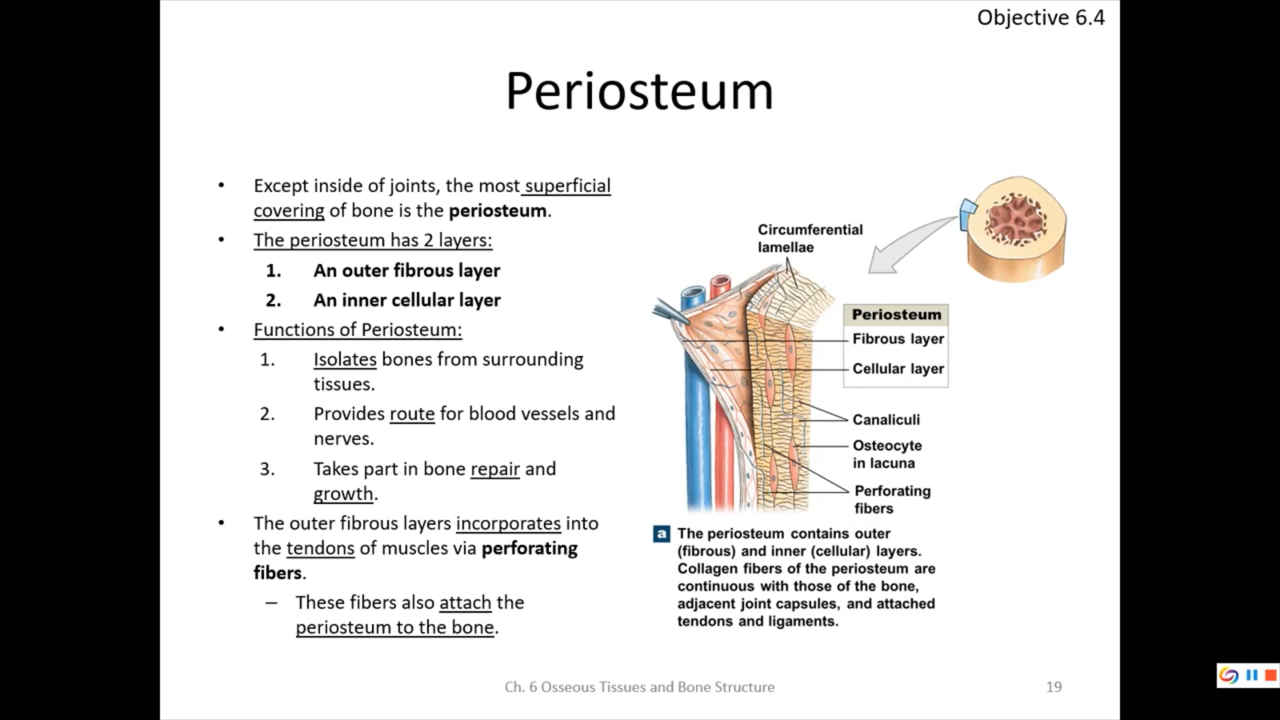 Objective 6.4
Periosteum
• Except inside of joints, the most superficial
covering of bone is the periosteum.
• The periosteum has 2 layers:
1. An outer fibrous layer
2. An inner cellular layer
• Functions of Periosteum:
1. Isolates bones from surrounding
tissues.
2. Provides route for blood vessels and
nerves.
3. Takes part in bone repair and
growth.
• The outer fibrous layers incorporates into
the tendons of muscles via perforating
fibers.
– These fibers also attach the
periosteum to the bone.
Circumferential
lamellae
Periosteum
Fibrous layer
Cellular layer
Canaliculi
Osteocyte
in lacuna
Perforating
fibers
a The periosteum contains outer
(fibrous) and inner (cellular) layers.
Collagen fibers of the periosteum are
continuous with those of the bone,
adjacent joint capsules, and attached
tendons and ligaments.
Ch. 6 Osseous Tissues and Bone Structure
19